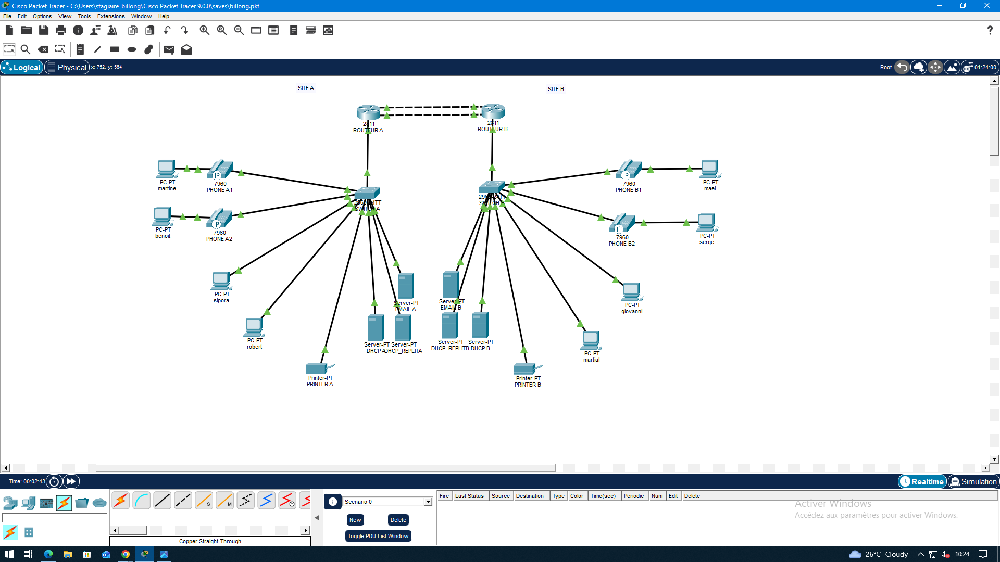 Cisco Packet Tracer - C:\Users\stagiaire_billong\Cisco Packet Tracer 9.0.0\saves\billong.pkt
File Edit Options View Tools Extensions Window Help
?
Logical Physical x: 752, y: 564 Root 01:24:00
SITE A
SITE B
2811
ROUTEUR A
2811
ROUTEUR B
PC-PT
martine
IP
7960
PHONE A1
IP
7960
PHONE B1
PC-PT
mael
2960-24TT
SWITCH A
2960-24TT
SWITCH B
PC-PT
benoit
IP
7960
PHONE A2
IP
7960
PHONE B2
PC-PT
serge
PC-PT
sipora
Server-PT
EMAIL A
Server-PT
EMAIL B
PC-PT
giovanni
PC-PT
robert
Server-PT
DHCP A
Server-PT
DHCP_REPLITA
Server-PT
DHCP_REPLITB
Server-PT
DHCP B
PC-PT
martial
Printer-PT
PRINTER A
Printer-PT
PRINTER B
Time: 00:02:43
Realtime Simulation
S M
Scenario 0
Fire Last Status Source Destination Type Color Time(sec) Periodic Num Edit Delete
New Delete
Toggle PDU List Window
Copper Straight-Through
Activer Windows
Accédez aux paramètres pour activer Windows.
26°C Cloudy 10:24